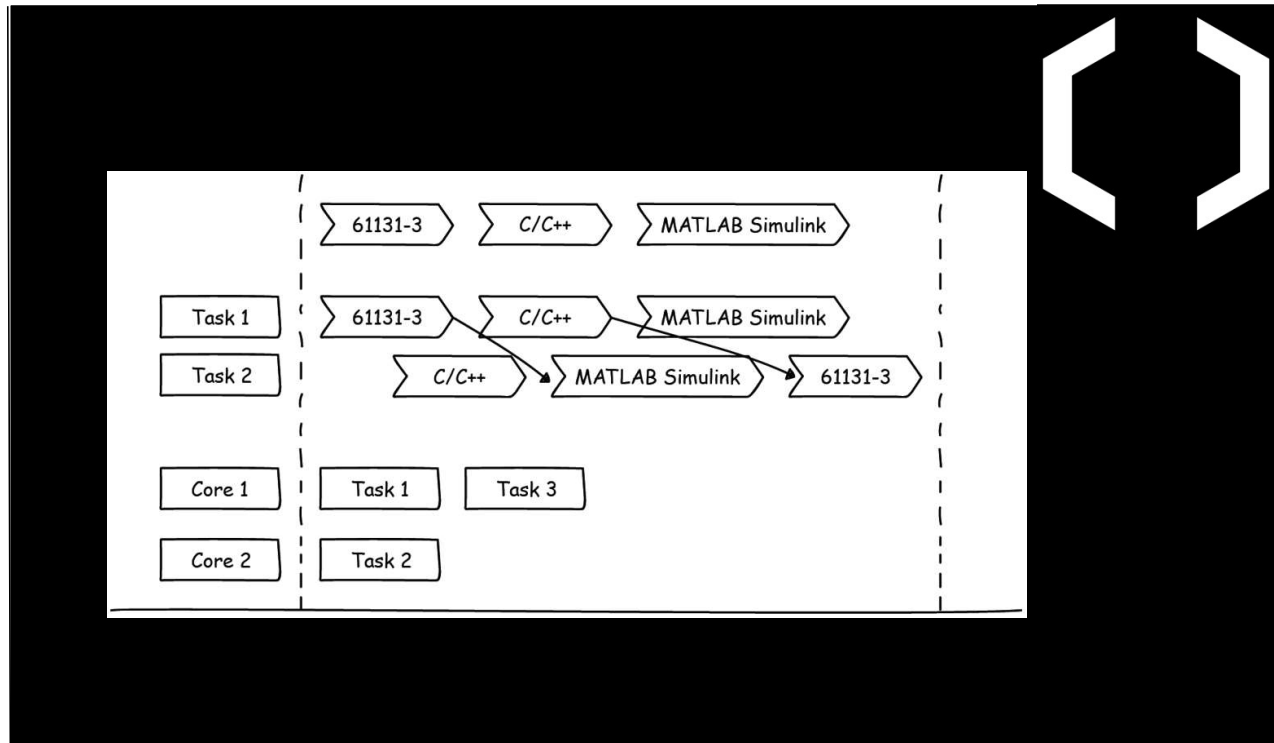 61131-3 C/C++ MATLAB Simulink
Task 1 61131-3 C/C++ MATLAB Simulink
Task 2 C/C++ MATLAB Simulink 61131-3
Core 1 Task 1 Task 3
Core 2 Task 2